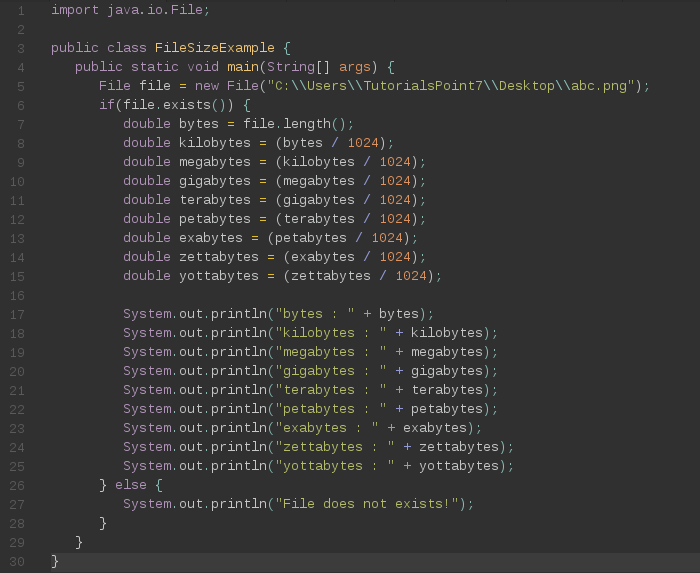 1 import java.io.File;
2
3 public class FileSizeExample {
4    public static void main(String[] args) {
5       File file = new File("C:\\Users\\TutorialsPoint7\\Desktop\\abc.png");
6       if(file.exists()) {
7          double bytes = file.length();
8          double kilobytes = (bytes / 1024);
9          double megabytes = (kilobytes / 1024);
10          double gigabytes = (megabytes / 1024);
11          double terabytes = (gigabytes / 1024);
12          double petabytes = (terabytes / 1024);
13          double exabytes = (petabytes / 1024);
14          double zettabytes = (exabytes / 1024);
15          double yottabytes = (zettabytes / 1024);
16
17          System.out.println("bytes : " + bytes);
18          System.out.println("kilobytes : " + kilobytes);
19          System.out.println("megabytes : " + megabytes);
20          System.out.println("gigabytes : " + gigabytes);
21          System.out.println("terabytes : " + terabytes);
22          System.out.println("petabytes : " + petabytes);
23          System.out.println("exabytes : " + exabytes);
24          System.out.println("zettabytes : " + zettabytes);
25          System.out.println("yottabytes : " + yottabytes);
26       } else {
27          System.out.println("File does not exists!");
28       }
29    }
30 }